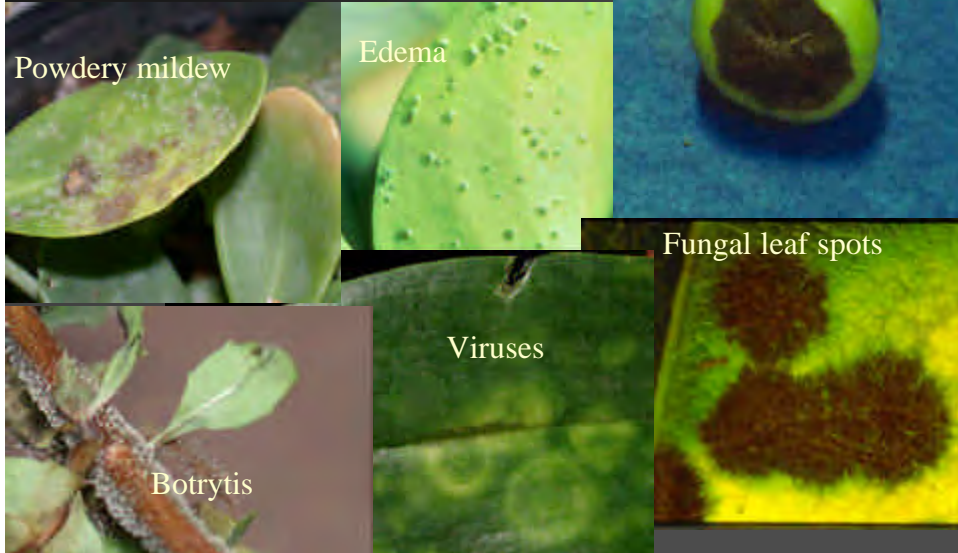 Powdery mildew
Edema
Fungal leaf spots
Viruses
Botrytis